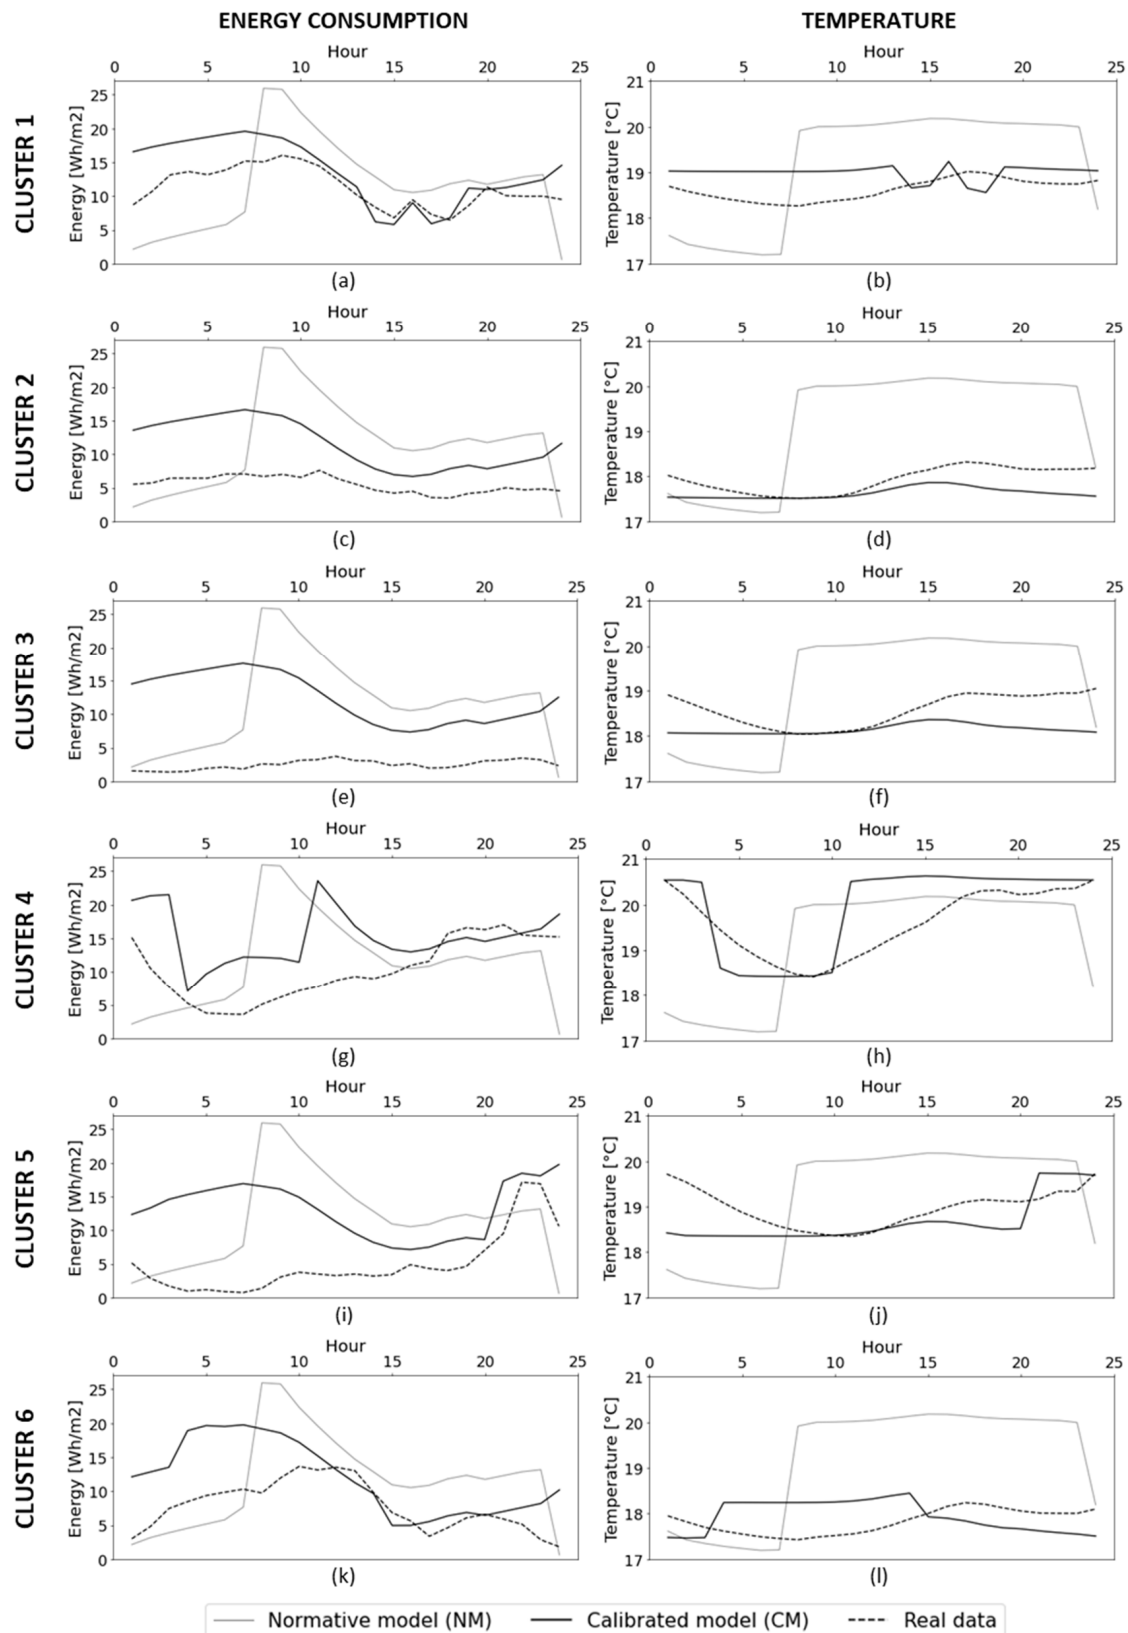 ENERGY CONSUMPTION TEMPERATURE
Hour Hour
0 5 10 15 20 25 0 5 10 15 20 25
CLUSTER 1
Energy [Wh/m2]
25
20
15
10
5
0
Temperature [°C]
21
20
19
18
17
(a) (b)
Hour Hour
0 5 10 15 20 25 0 5 10 15 20 25
CLUSTER 2
Energy [Wh/m2]
25
20
15
10
5
0
Temperature [°C]
21
20
19
18
17
(c) (d)
Hour Hour
0 5 10 15 20 25 0 5 10 15 20 25
CLUSTER 3
Energy [Wh/m2]
25
20
15
10
5
0
Temperature [°C]
21
20
19
18
17
(e) (f)
Hour Hour
0 5 10 15 20 25 0 5 10 15 20 25
CLUSTER 4
Energy [Wh/m2]
25
20
15
10
5
0
Temperature [°C]
21
20
19
18
17
(g) (h)
Hour Hour
0 5 10 15 20 25 0 5 10 15 20 25
CLUSTER 5
Energy [Wh/m2]
25
20
15
10
5
0
Temperature [°C]
21
20
19
18
17
(i) (j)
Hour Hour
0 5 10 15 20 25 0 5 10 15 20 25
CLUSTER 6
Energy [Wh/m2]
25
20
15
10
5
0
Temperature [°C]
21
20
19
18
17
(k) (l)
Normative model (NM) Calibrated model (CM) Real data